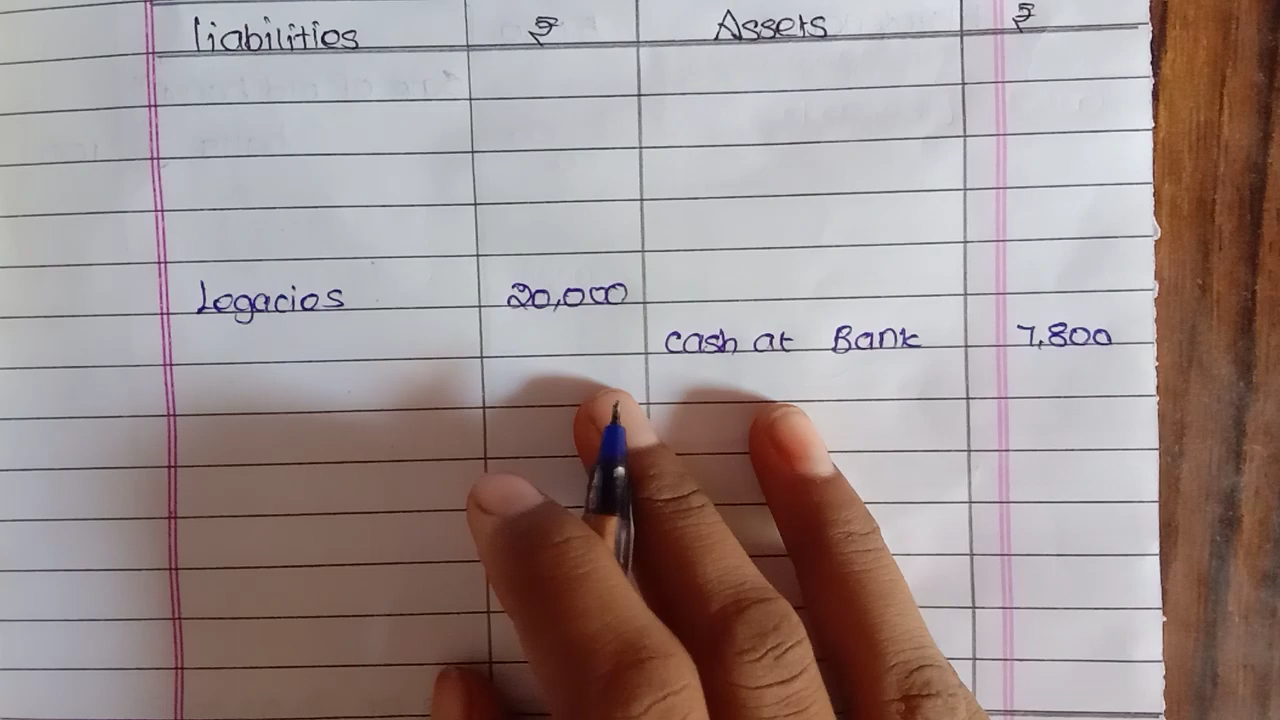 Liabilities ₹ Assets ₹
Legacies 20,000
Cash at Bank 7,800